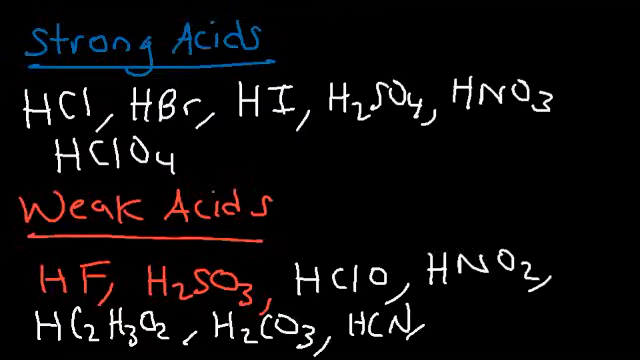 Strong Acids
HCl, HBr, HI, H₂SO₄, HNO₃
HClO₄
Weak Acids
HF, H₂SO₃, HClO, HNO₂,
HC₂H₃O₂, H₂CO₃, HCN,